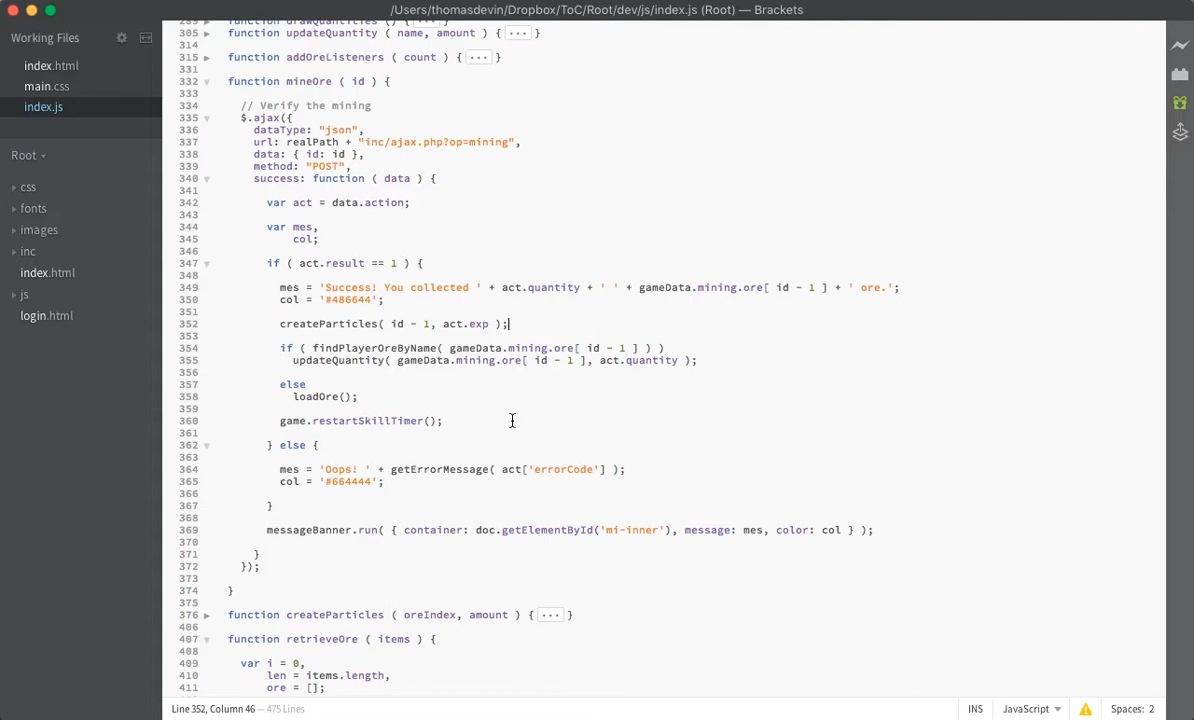 /Users/thomasdevin/Dropbox/ToC/Root/dev/js/index.js (Root) — Brackets
Working Files
index.html
main.css
index.js
Root
css
fonts
images
inc
index.html
js
login.html
289 function drawQuantities () { ... }
305 function updateQuantity ( name, amount ) { ... }
314
315 function addOreListeners ( count ) { ... }
331
332 function mineOre ( id ) {
333
334 // Verify the mining
335 $.ajax({
336 dataType: "json",
337 url: realPath + "inc/ajax.php?op=mining",
338 data: { id: id },
339 method: "POST",
340 success: function ( data ) {
341
342 var act = data.action;
343
344 var mes,
345 col;
346
347 if ( act.result == 1 ) {
348
349 mes = 'Success! You collected ' + act.quantity + ' ' + gameData.mining.ore[ id - 1 ] + ' ore.';
350 col = '#486644';
351
352 createParticles( id - 1, act.exp );
353
354 if ( findPlayerOreByName( gameData.mining.ore[ id - 1 ] ) )
355 updateQuantity( gameData.mining.ore[ id - 1 ], act.quantity );
356
357 else
358 loadOre();
359
360 game.restartSkillTimer();
361
362 } else {
363
364 mes = 'Oops! ' + getErrorMessage( act['errorCode'] );
365 col = '#664444';
366
367 }
368
369 messageBanner.run( { container: doc.getElementById('mi-inner'), message: mes, color: col } );
370
371 }
372 });
373
374 }
375
376 function createParticles ( oreIndex, amount ) { ... }
406
407 function retrieveOre ( items ) {
408
409 var i = 0,
410 len = items.length,
411 ore = [];
Line 352, Column 46 — 475 Lines
INS
JavaScript
Spaces: 2